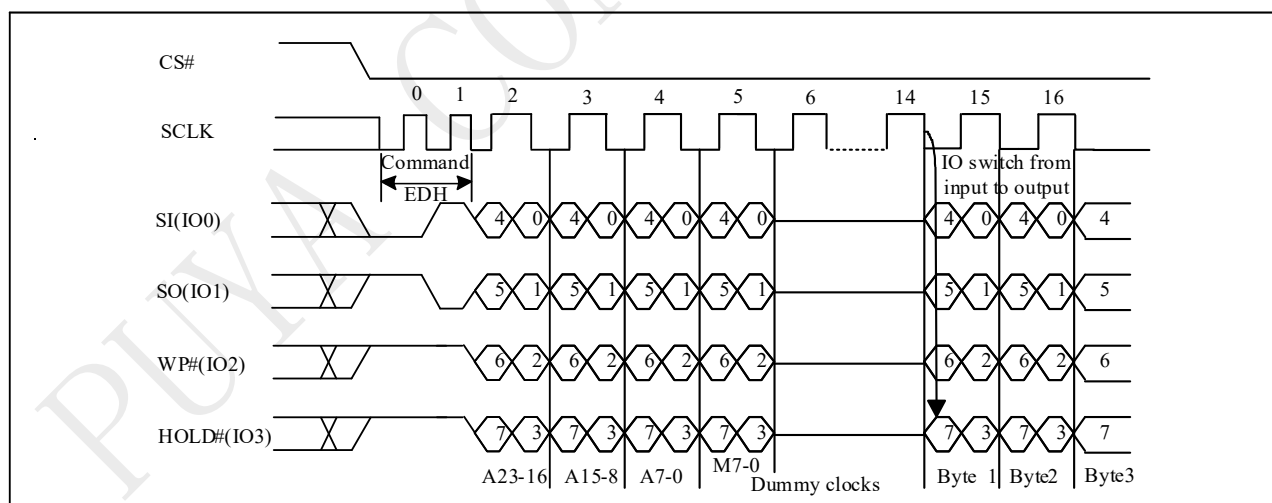 PUYA CON
CS#
0 1 2 3 4 5 6 14 15 16
SCLK
Command
EDH
IO switch from
input to output
SI(IO0) 4 0 4 0 4 0 4 0 4 0 4 0 4
SO(IO1) 5 1 5 1 5 1 5 1 5 1 5 1 5
WP#(IO2) 6 2 6 2 6 2 6 2 6 2 6 2 6
HOLD#(IO3) 7 3 7 3 7 3 7 3 7 3 7 3 7
A23-16 A15-8 A7-0 M7-0 Dummy clocks Byte 1 Byte2 Byte3